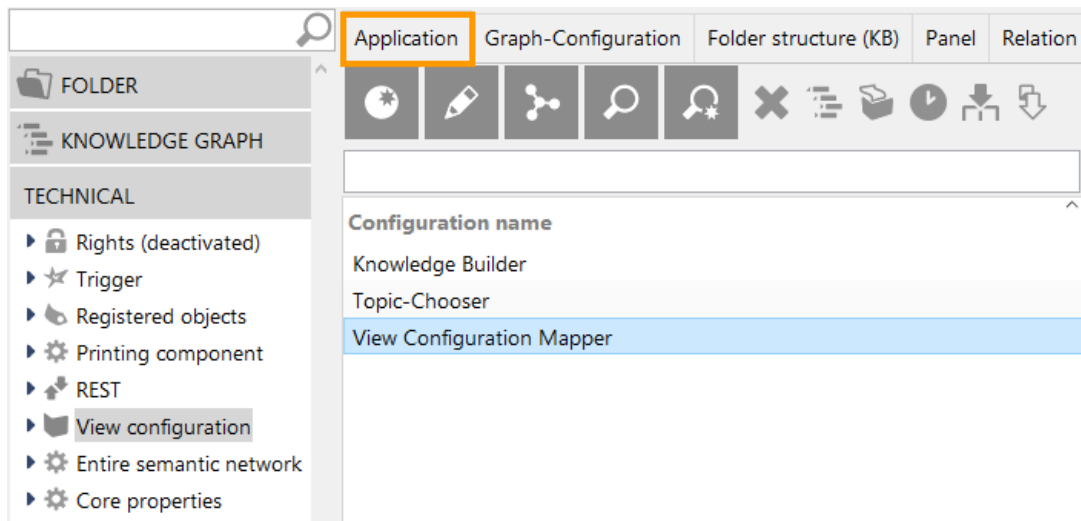 Application Graph-Configuration Folder structure (KB) Panel Relation
FOLDER
KNOWLEDGE GRAPH
TECHNICAL
Rights (deactivated)
Trigger
Registered objects
Printing component
REST
View configuration
Entire semantic network
Core properties
Configuration name
Knowledge Builder
Topic-Chooser
View Configuration Mapper